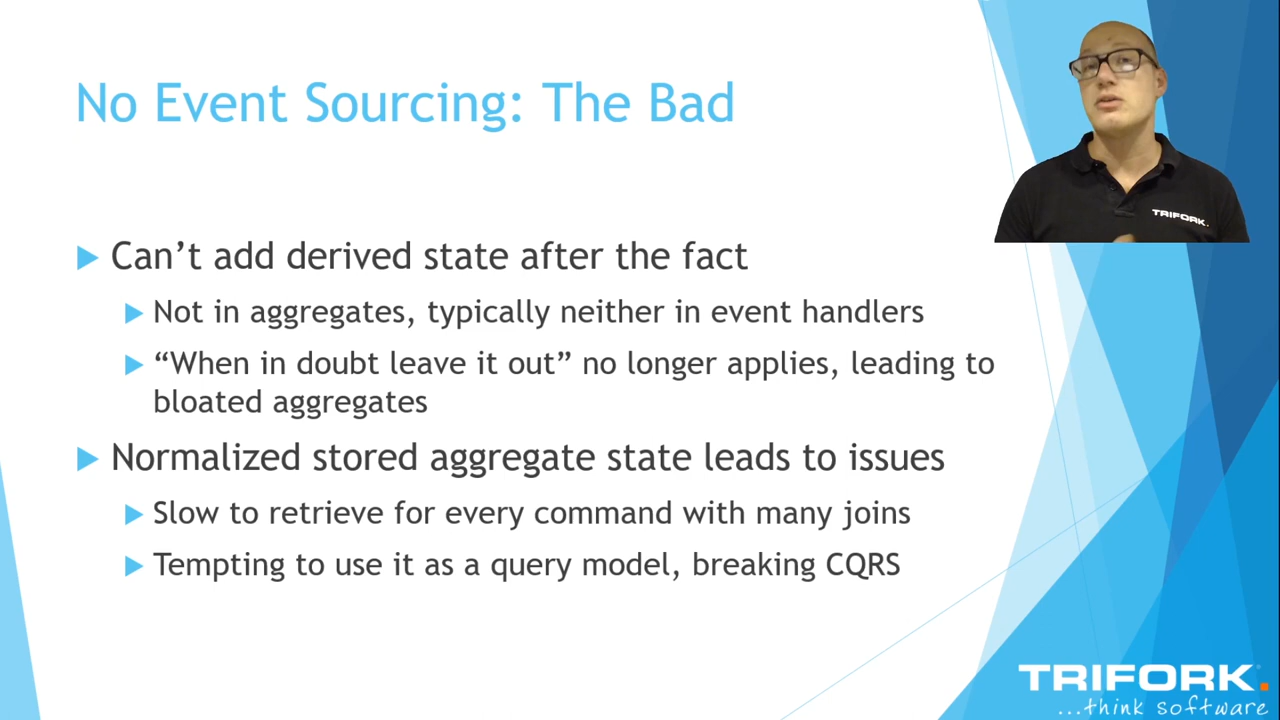 No Event Sourcing: The Bad
TRIFORK.
Can't add derived state after the fact
Not in aggregates, typically neither in event handlers
“When in doubt leave it out” no longer applies, leading to
bloated aggregates
Normalized stored aggregate state leads to issues
Slow to retrieve for every command with many joins
Tempting to use it as a query model, breaking CQRS
TRIFORK.
...think software